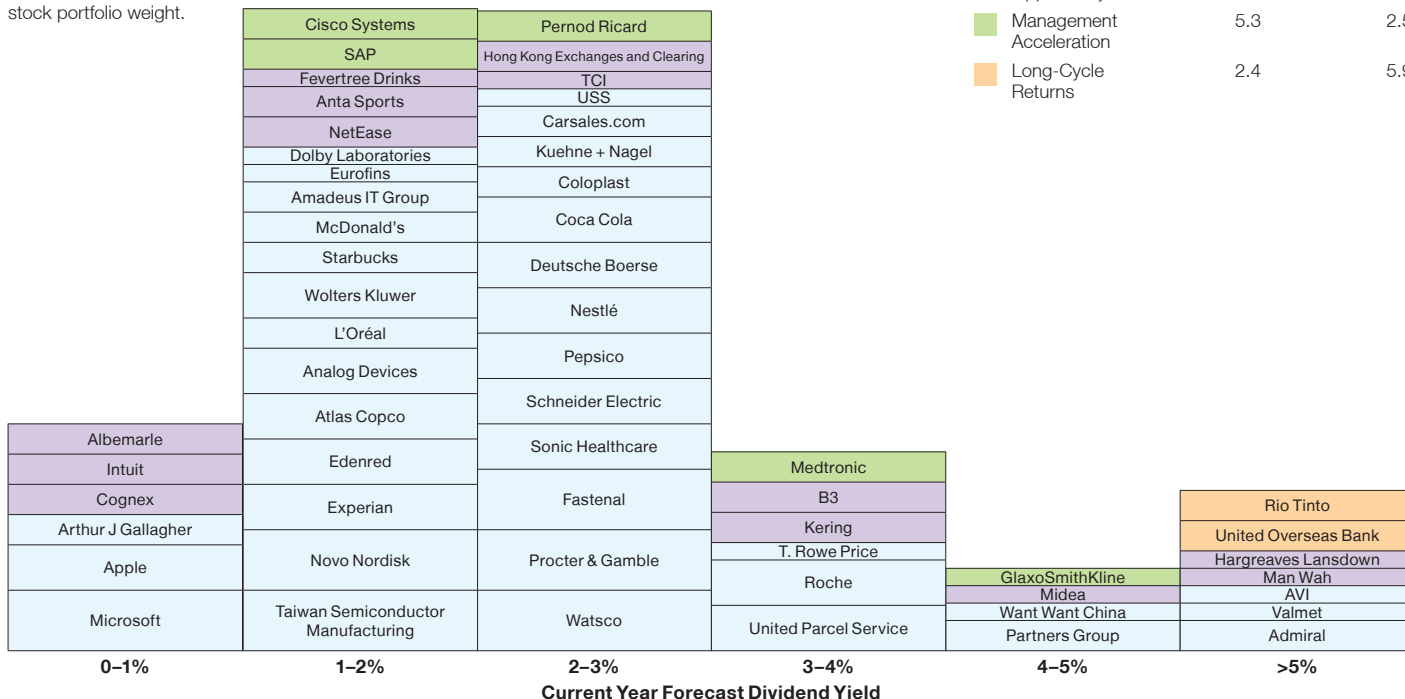 stock portfolio weight.
Management
Acceleration
5.3
Long-Cycle
Returns
2.4
Albemarle
Intuit
Cognex
Arthur J Gallagher
Apple
Microsoft
0–1%
Cisco Systems
SAP
Fevertree Drinks
Anta Sports
NetEase
Dolby Laboratories
Eurofins
Amadeus IT Group
McDonald's
Starbucks
Wolters Kluwer
L'Oréal
Analog Devices
Atlas Copco
Edenred
Experian
Novo Nordisk
Taiwan Semiconductor
Manufacturing
1–2%
Pernod Ricard
Hong Kong Exchanges and Clearing
TCI
USS
Carsales.com
Kuehne + Nagel
Coloplast
Coca Cola
Deutsche Boerse
Nestlé
Pepsico
Schneider Electric
Sonic Healthcare
Fastenal
Procter & Gamble
Watsco
2–3%
Medtronic
B3
Kering
T. Rowe Price
Roche
United Parcel Service
3–4%
GlaxoSmithKline
Midea
Want Want China
Partners Group
4–5%
Rio Tinto
United Overseas Bank
Hargreaves Lansdown
Man Wah
AVI
Valmet
Admiral
>5%
Current Year Forecast Dividend Yield